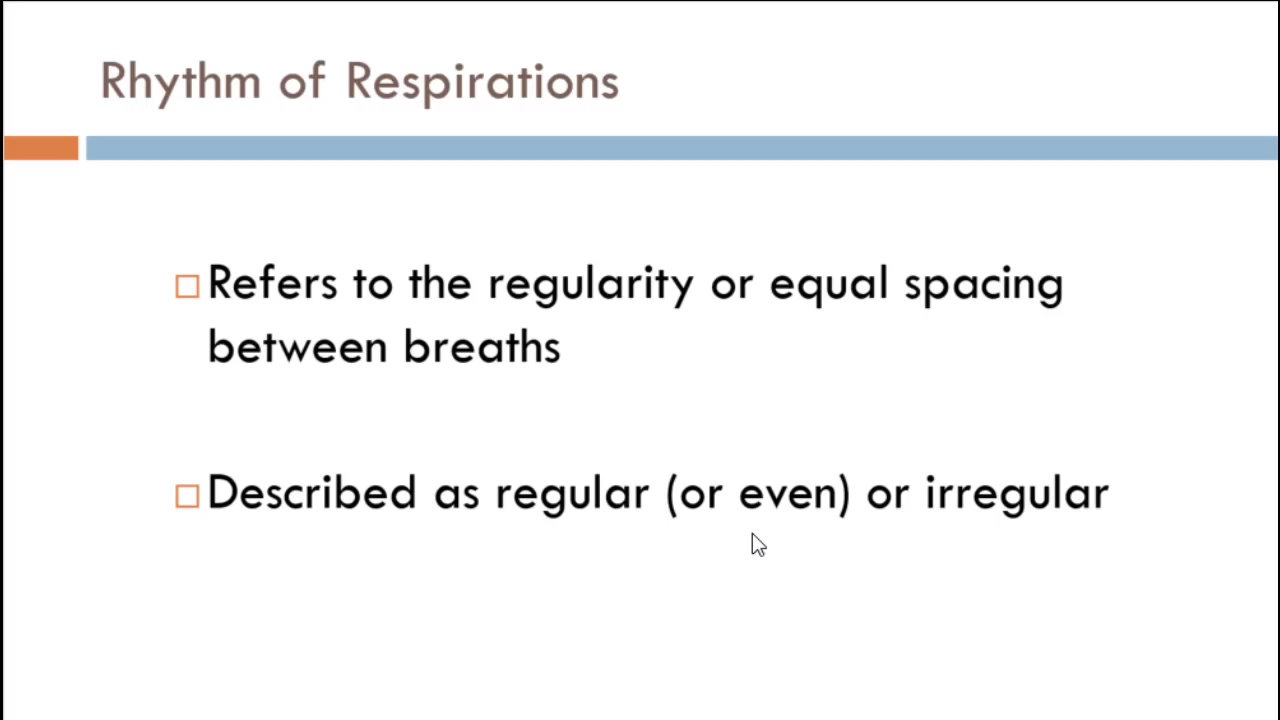 Rhythm of Respirations
Refers to the regularity or equal spacing
between breaths
Described as regular (or even) or irregular